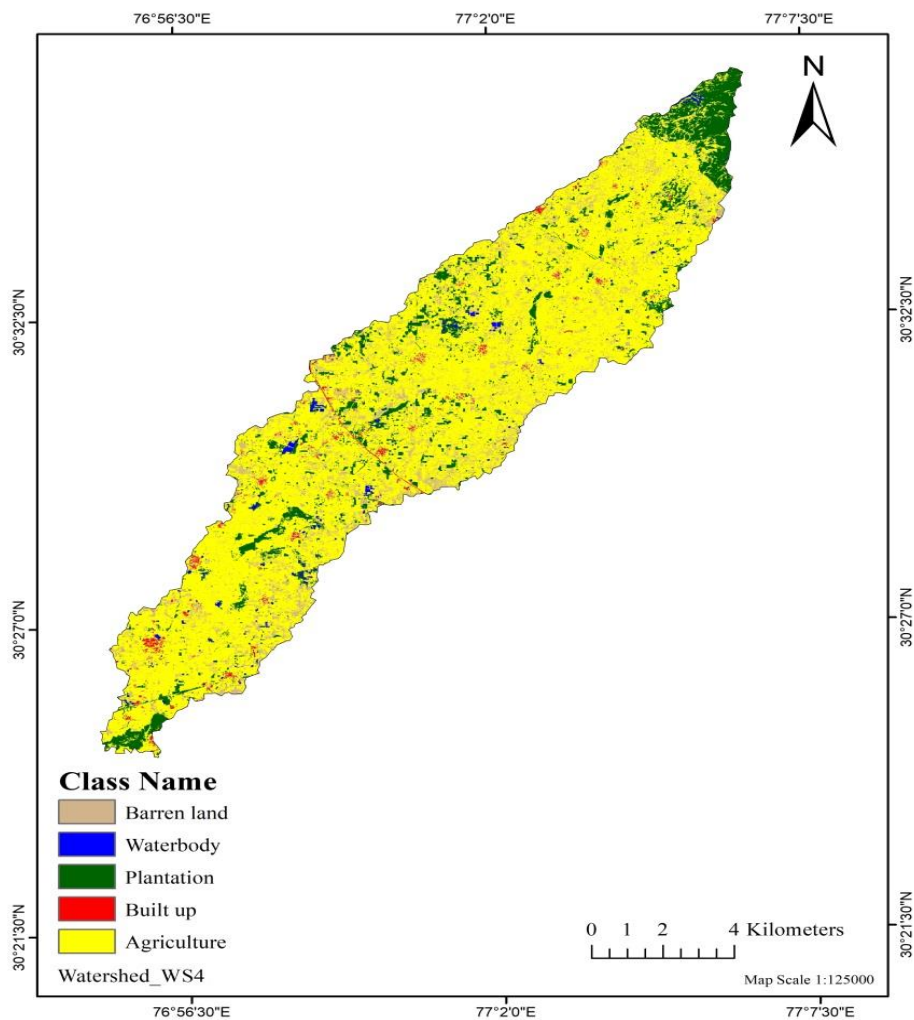 76°56'30"E 77°2'0"E 77°7'30"E
N
30°32'30"N 30°32'30"N
30°27'0"N 30°27'0"N
Class Name
Barren land
Waterbody
Plantation
Built up
Agriculture
0 1 2 4 Kilometers
30°21'30"N 30°21'30"N
Watershed_WS4
Map Scale 1:125000
76°56'30"E 77°2'0"E 77°7'30"E